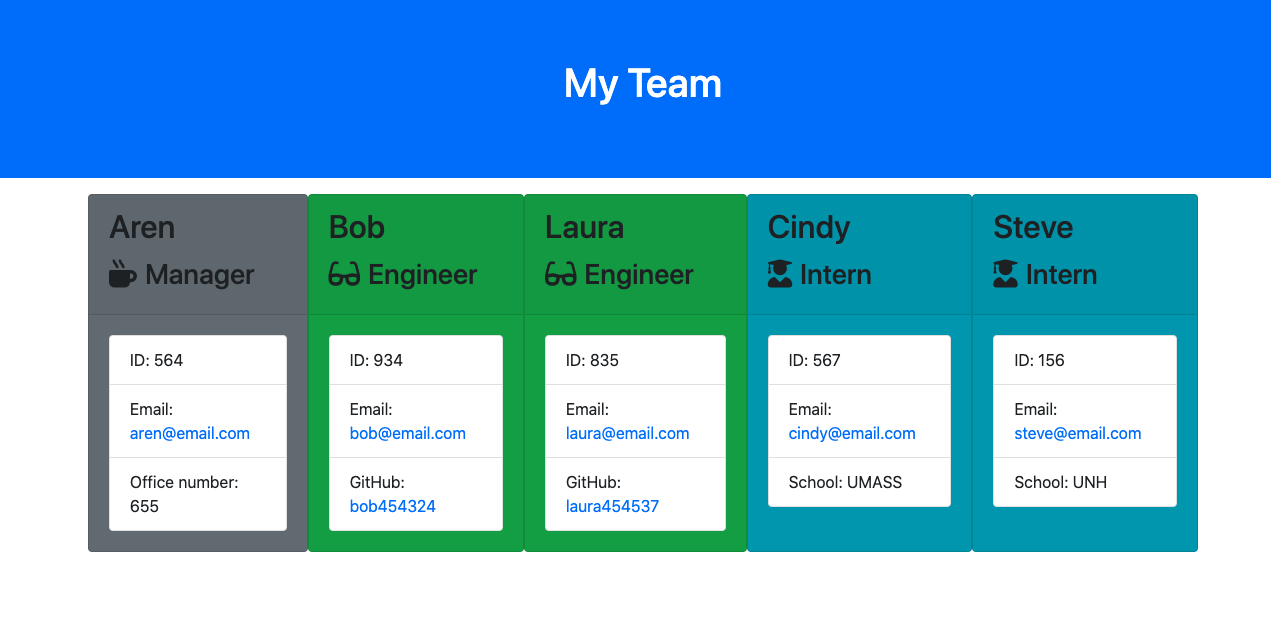 My Team
Aren
Manager
ID: 564
Email:
aren@email.com
Office number:
655
Bob
Engineer
ID: 934
Email:
bob@email.com
GitHub:
bob454324
Laura
Engineer
ID: 835
Email:
laura@email.com
GitHub:
laura454537
Cindy
Intern
ID: 567
Email:
cindy@email.com
School: UMASS
Steve
Intern
ID: 156
Email:
steve@email.com
School: UNH